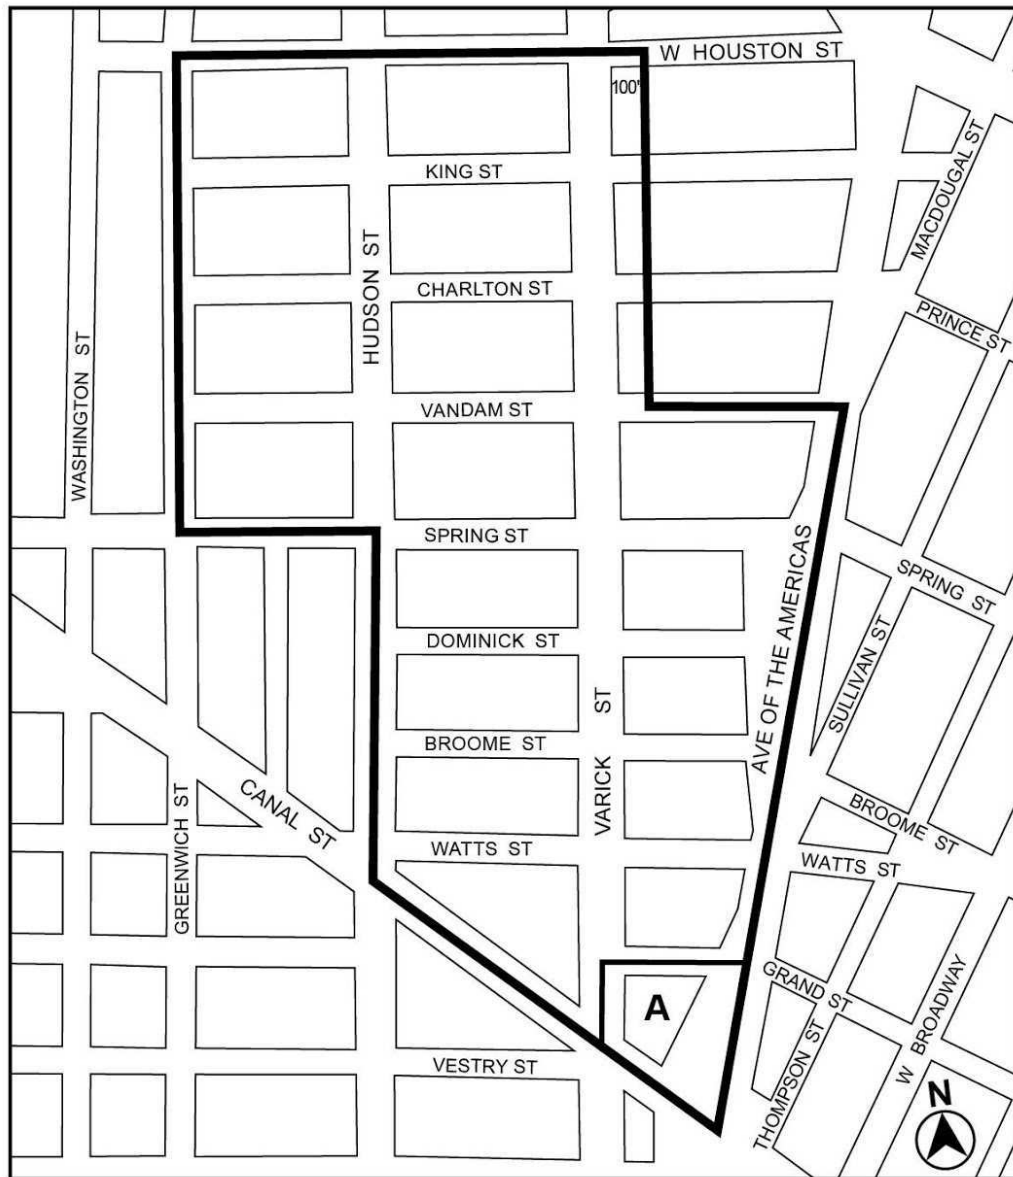 W HOUSTON ST
100'
KING ST
MACDOUGAL ST
HUDSON ST
CHARLTON ST
PRINCE ST
WASHINGTON ST
VANDAM ST
SPRING ST
AVE OF THE AMERICAS
SPRING ST
DOMINICK ST
SULLIVAN ST
VARICK ST
BROOME ST
CANAL ST
BROOME ST
GREENWICH ST
WATTS ST
WATTS ST
GRAND ST
A
W BROADWAY
THOMPSON ST
VESTRY ST
N